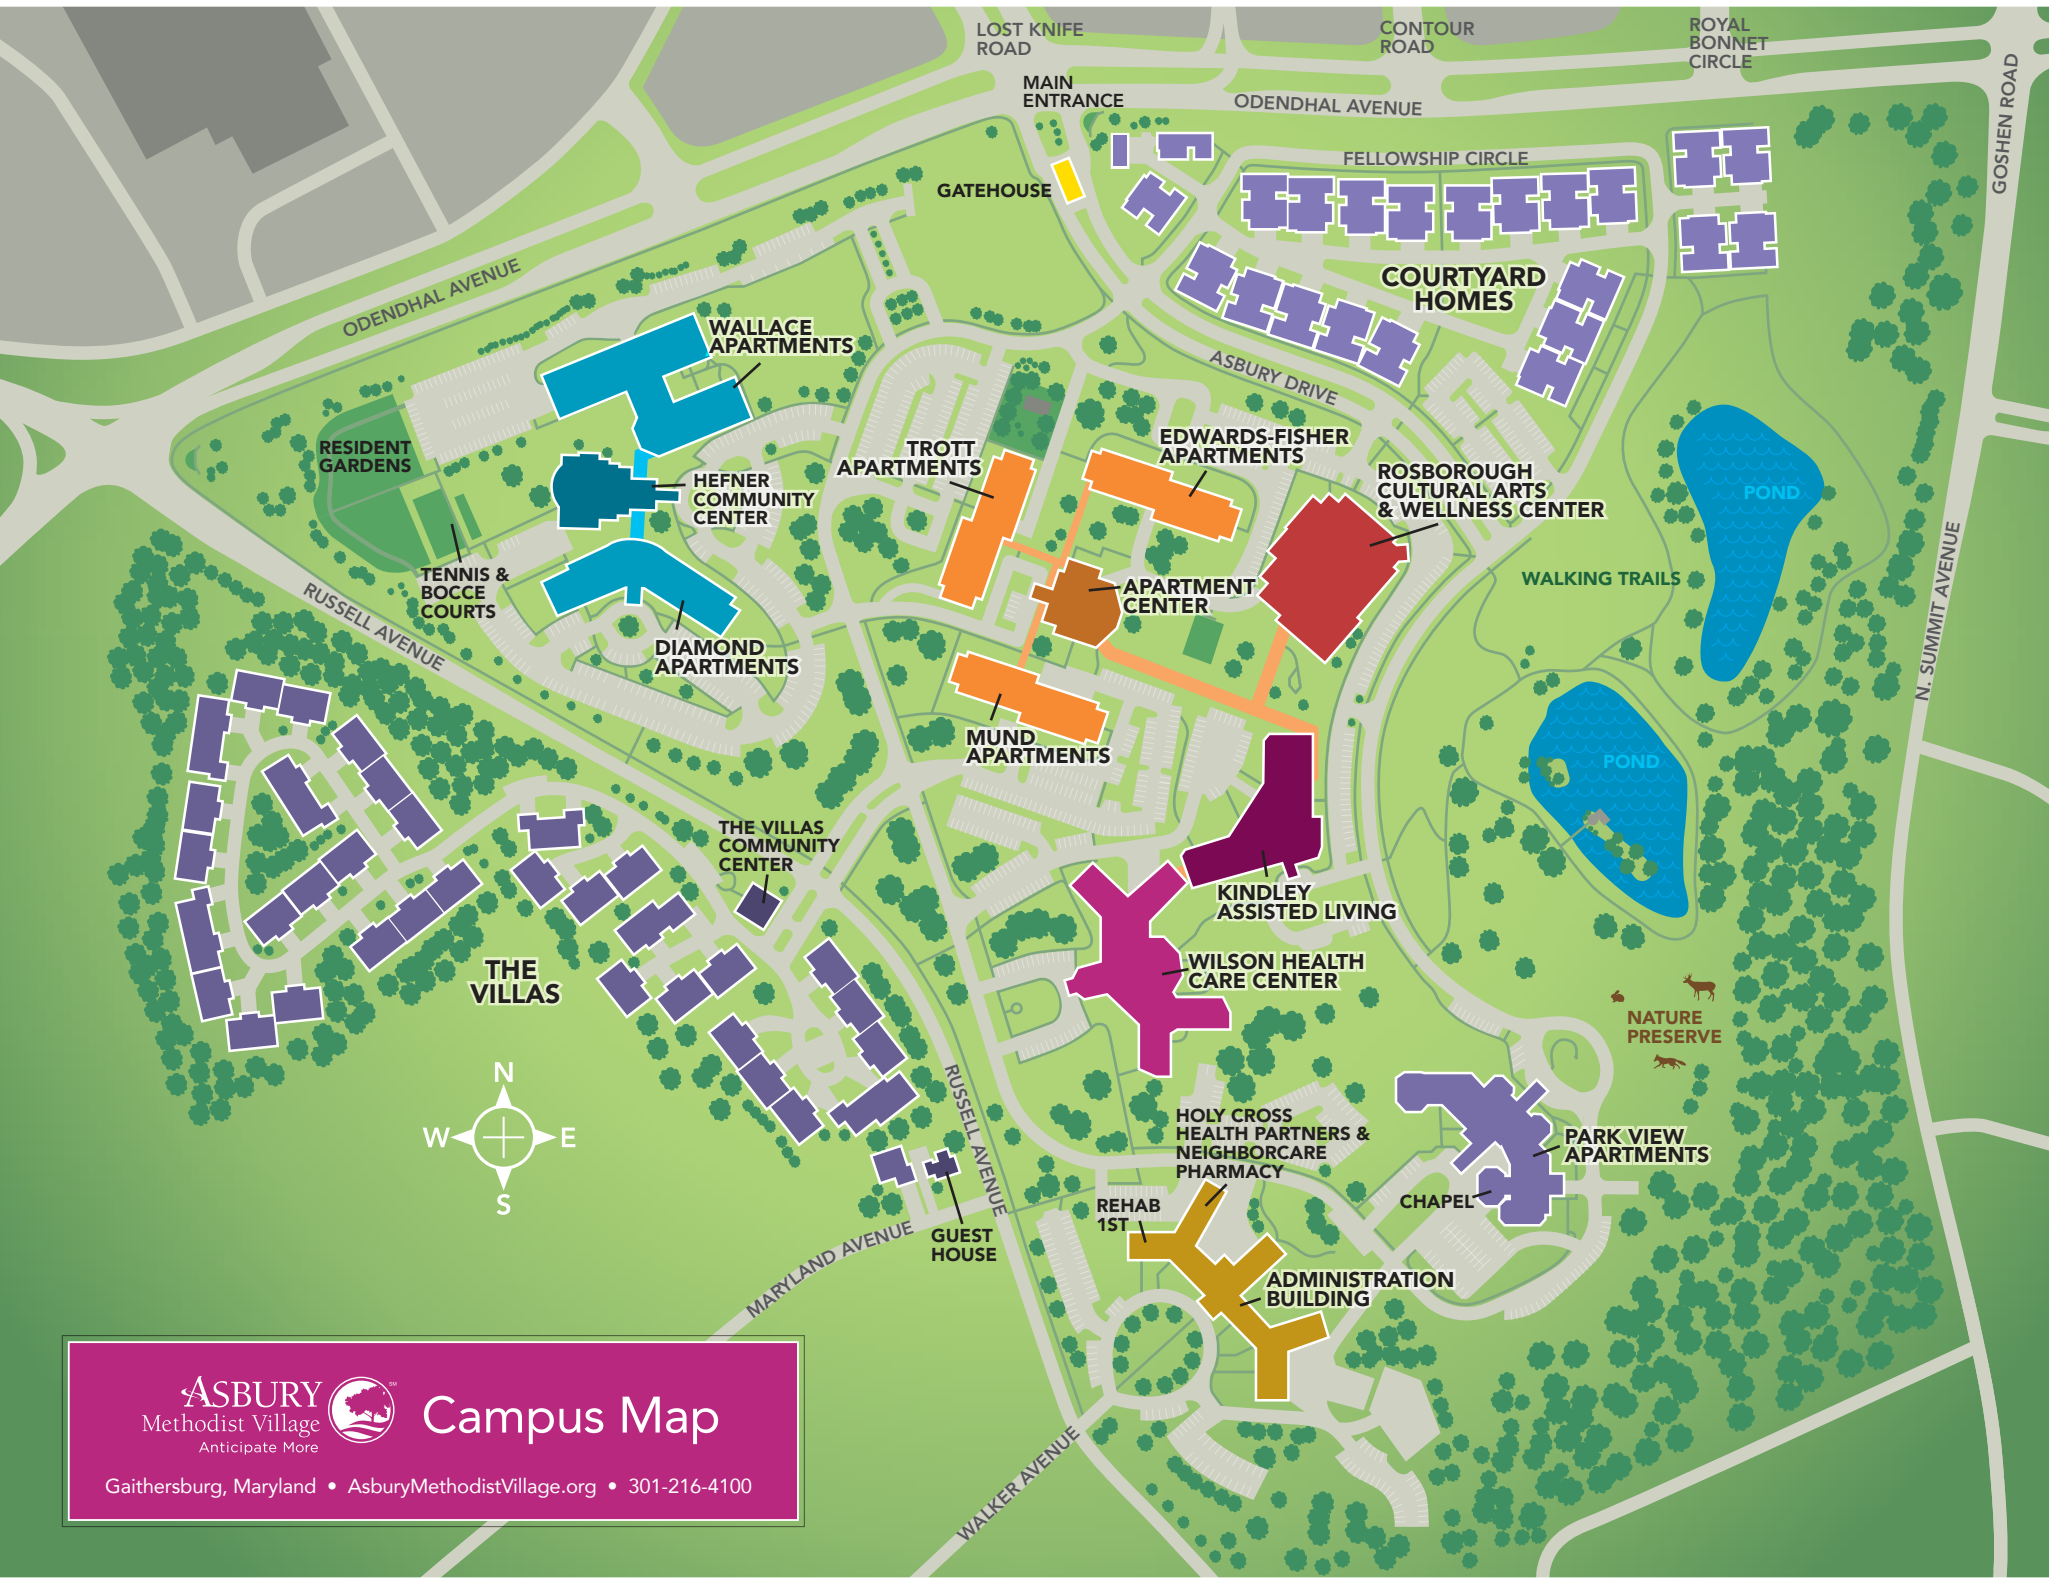 LOST KNIFE
ROAD
CONTOUR
ROAD
ROYAL
BONNET
CIRCLE
MAIN
ENTRANCE
ODENDHAL AVENUE
GOSHEN ROAD
GATEHOUSE
FELLOWSHIP CIRCLE
COURTYARD
HOMES
ODENDHAL AVENUE
WALLACE
APARTMENTS
ASBURY DRIVE
RESIDENT
GARDENS
TROTT
APARTMENTS
EDWARDS-FISHER
APARTMENTS
ROSBOROUGH
CULTURAL ARTS
& WELLNESS CENTER
POND
HEFNER
COMMUNITY
CENTER
TENNIS &
BOCCE
COURTS
APARTMENT
CENTER
WALKING TRAILS
RUSSELL AVENUE
DIAMOND
APARTMENTS
N. SUMMIT AVENUE
MUND
APARTMENTS
POND
THE VILLAS
COMMUNITY
CENTER
KINDLEY
ASSISTED LIVING
THE
VILLAS
WILSON HEALTH
CARE CENTER
NATURE
PRESERVE
N
W
E
S
RUSSELL AVENUE
HOLY CROSS
HEALTH PARTNERS &
NEIGHBORCARE
PHARMACY
PARK VIEW
APARTMENTS
CHAPEL
REHAB
1ST
GUEST
HOUSE
MARYLAND AVENUE
ADMINISTRATION
BUILDING
WALKER AVENUE
ASBURY
Methodist Village
Anticipate More
SM
Campus Map
Gaithersburg, Maryland • AsburyMethodistVillage.org • 301-216-4100